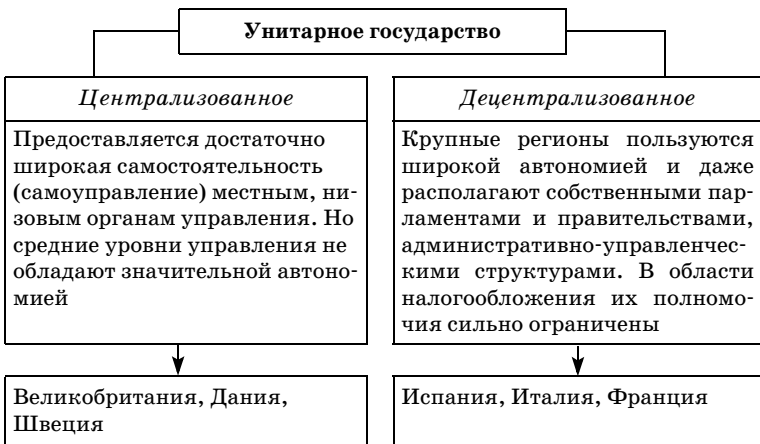 Унитарное государство
Централизованное
Предоставляется достаточно
широкая самостоятельность
(самоуправление) местным, ни-
зовым органам управления. Но
средние уровни управления не
обладают значительной автоно-
мией
Децентрализованное
Крупные регионы пользуются
широкой автономией и даже
располагают собственными пар-
ламентами и правительствами,
административно-управленчес-
кими структурами. В области
налогообложения их полномо-
чия сильно ограничены
Великобритания, Дания,
Швеция
Испания, Италия, Франция